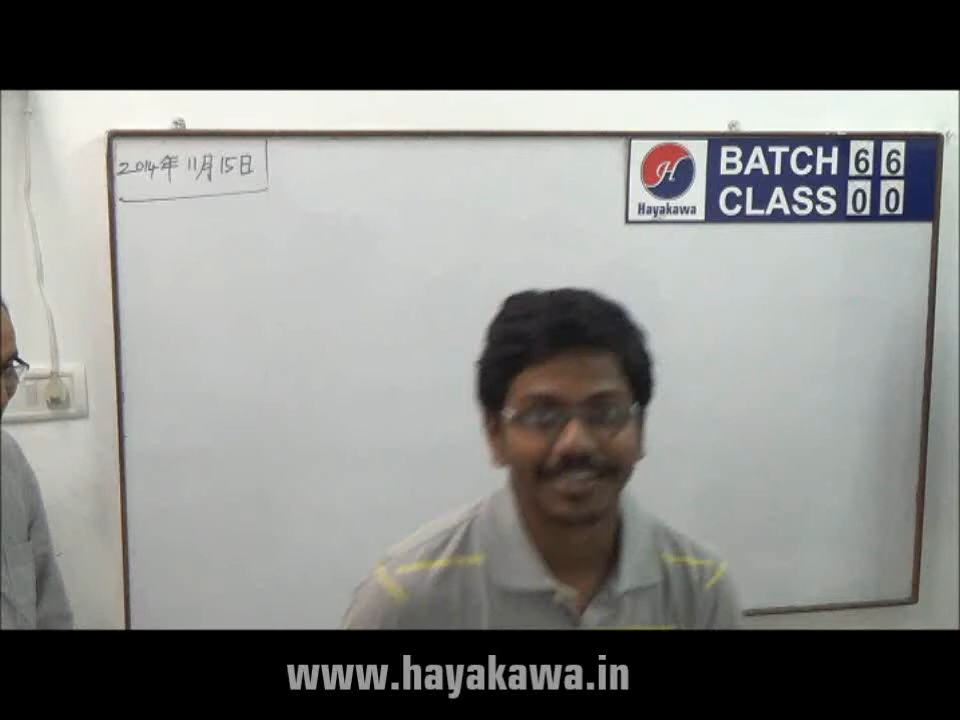 2014年 11月 15日
BATCH 66
CLASS 00
H
Hayakawa
www.hayakawa.in